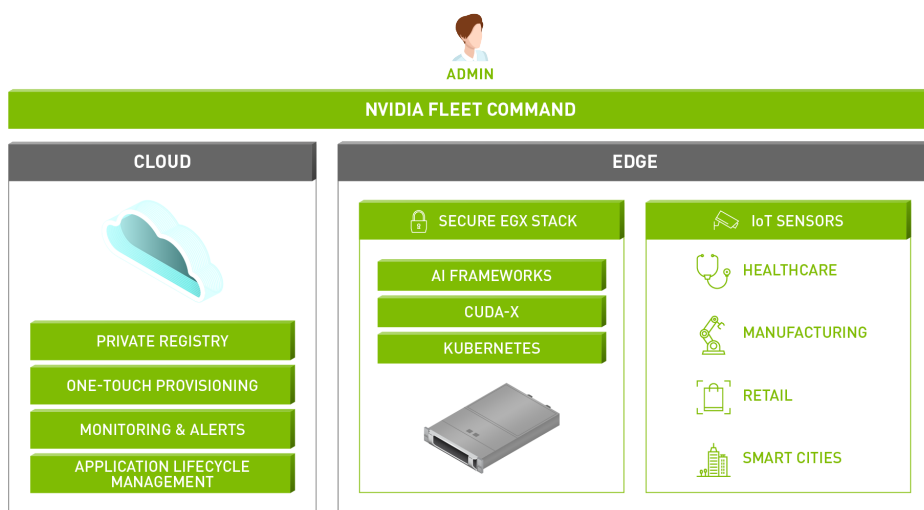 ADMIN
NVIDIA FLEET COMMAND
CLOUD
PRIVATE REGISTRY
ONE-TOUCH PROVISIONING
MONITORING & ALERTS
APPLICATION LIFECYCLE
MANAGEMENT
EDGE
SECURE EGX STACK
AI FRAMEWORKS
CUDA-X
KUBERNETES
IoT SENSORS
HEALTHCARE
MANUFACTURING
RETAIL
SMART CITIES